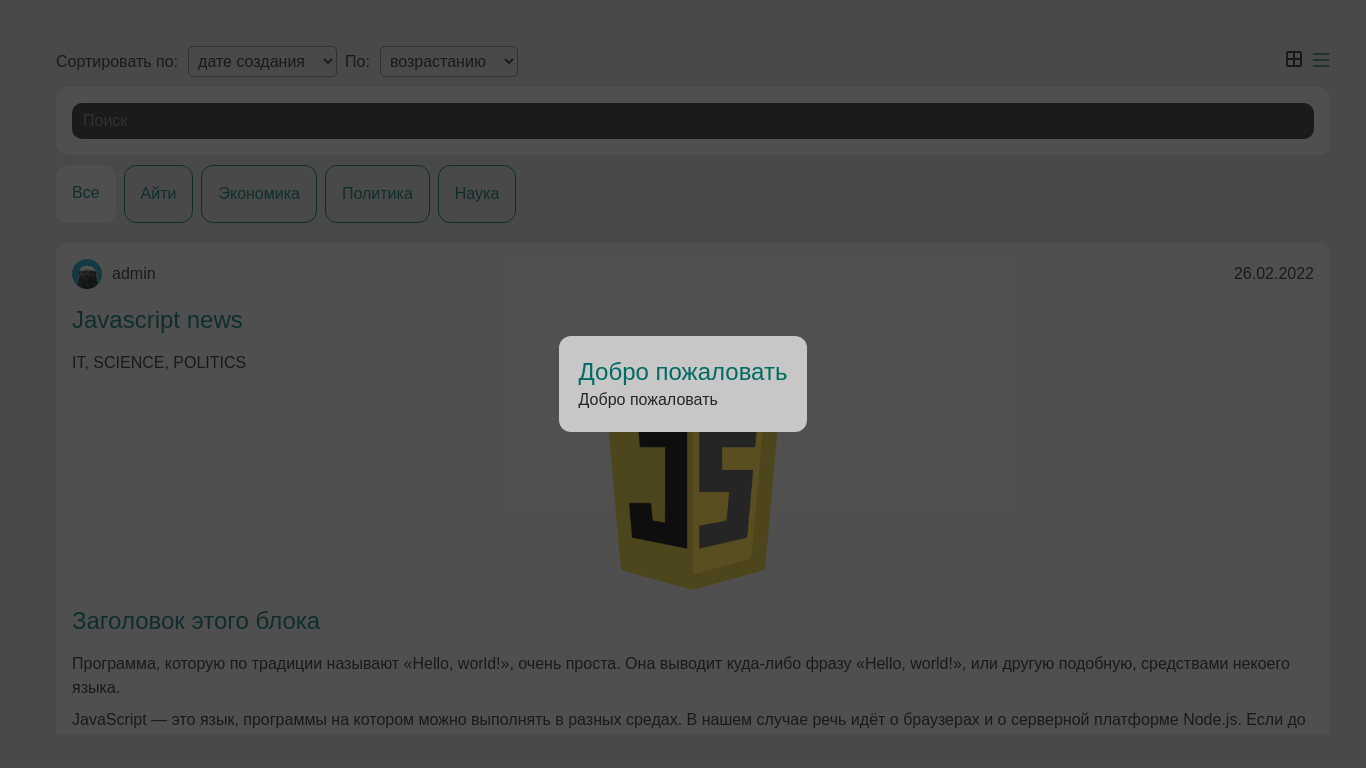 Сортировать по: дате создания По: возрастанию
Поиск
Все Айти Экономика Политика Наука
admin 26.02.2022
Javascript news
IT, SCIENCE, POLITICS
Добро пожаловать
Добро пожаловать
JS
Заголовок этого блока
Программа, которую по традиции называют «Hello, world!», очень проста. Она выводит куда-либо фразу «Hello, world!», или другую подобную, средствами некоего
языка.
JavaScript — это язык, программы на котором можно выполнять в разных средах. В нашем случае речь идёт о браузерах и о серверной платформе Node.js. Если до